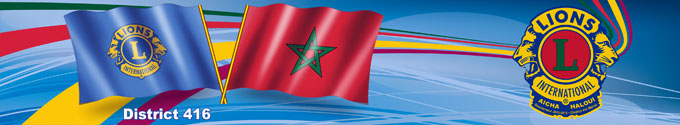 LIONS
L
INTERNATIONAL
District 416
LIONS
L
INTERNATIONAL
AICHA HALOUI